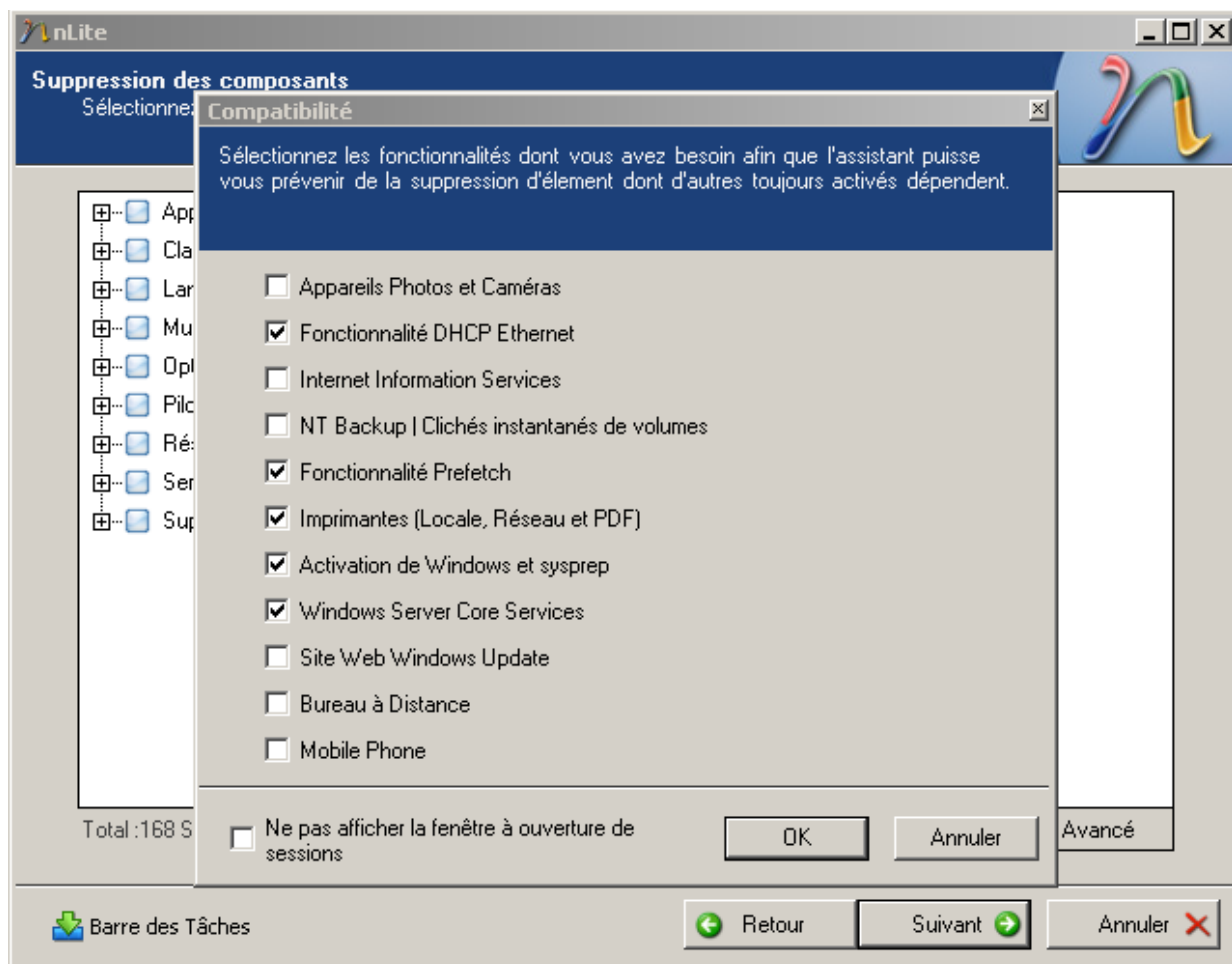 nLite
Suppression des composants
Sélectionnez
Compatibilité
Sélectionnez les fonctionnalités dont vous avez besoin afin que l'assistant puisse
vous prévenir de la suppression d'élement dont d'autres toujours activés dépendent.
App
Cla
Lar
Mu
Opt
Pilo
Rés
Ser
Sup
Appareils Photos et Caméras
Fonctionnalité DHCP Ethernet
Internet Information Services
NT Backup | Clichés instantanés de volumes
Fonctionnalité Prefetch
Imprimantes (Locale, Réseau et PDF)
Activation de Windows et sysprep
Windows Server Core Services
Site Web Windows Update
Bureau à Distance
Mobile Phone
Total :168 S
Ne pas afficher la fenêtre à ouverture de
sessions
OK
Annuler
Avancé
Barre des Tâches
Retour
Suivant
Annuler